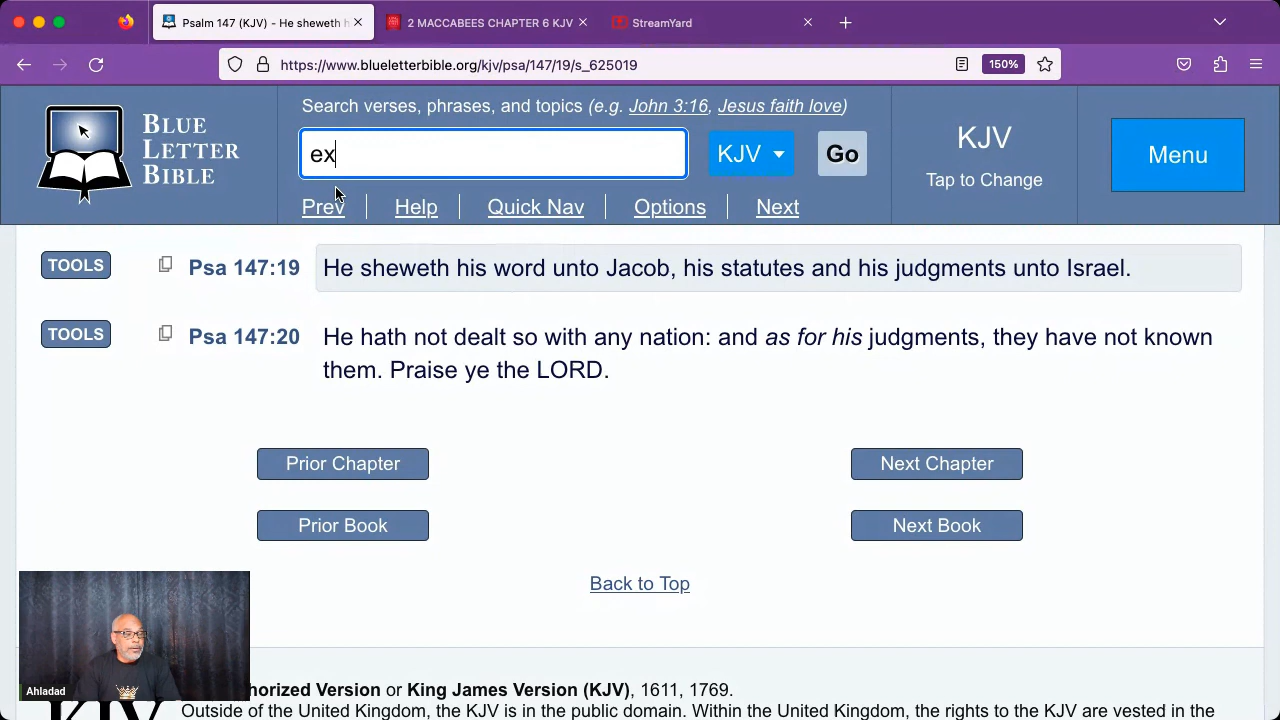 Psalm 147 (KJV) - He sheweth h
2 MACCABEES CHAPTER 6 KJV
StreamYard
https://www.blueletterbible.org/kjv/psa/147/19/s_625019
150%
BLUE LETTER BIBLE
Search verses, phrases, and topics (e.g. John 3:16, Jesus faith love)
ex
KJV
Go
Prev
Help
Quick Nav
Options
Next
KJV
Tap to Change
Menu
TOOLS
Psa 147:19
He sheweth his word unto Jacob, his statutes and his judgments unto Israel.
TOOLS
Psa 147:20
He hath not dealt so with any nation: and as for his judgments, they have not known
them. Praise ye the LORD.
Prior Chapter
Next Chapter
Prior Book
Next Book
Back to Top
Ahladad
horized Version or King James Version (KJV), 1611, 1769.
Outside of the United Kingdom, the KJV is in the public domain. Within the United Kingdom, the rights to the KJV are vested in the